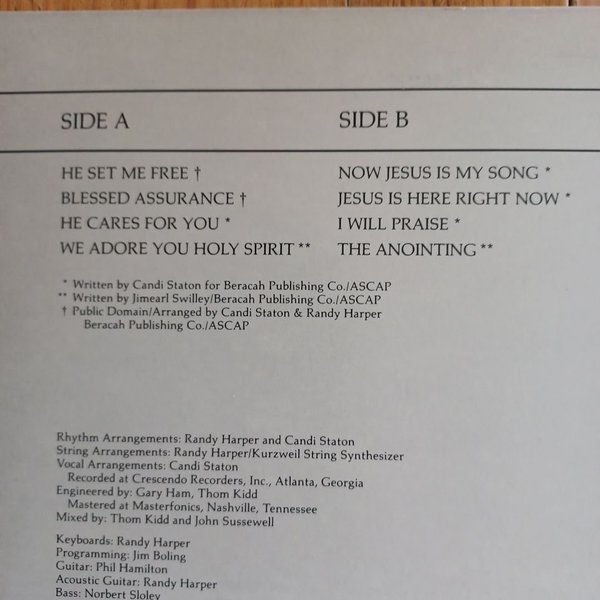 SIDE A
HE SET ME FREE †
BLESSED ASSURANCE †
HE CARES FOR YOU *
WE ADORE YOU HOLY SPIRIT **
SIDE B
NOW JESUS IS MY SONG *
JESUS IS HERE RIGHT NOW *
I WILL PRAISE *
THE ANOINTING **
* Written by Candi Staton for Beracah Publishing Co./ASCAP
** Written by Jimearl Swilley/Beracah Publishing Co./ASCAP
† Public Domain/Arranged by Candi Staton & Randy Harper
Beracah Publishing Co./ASCAP
Rhythm Arrangements: Randy Harper and Candi Staton
String Arrangements: Randy Harper/Kurzweil String Synthesizer
Vocal Arrangements: Candi Staton
Recorded at Crescendo Recorders, Inc., Atlanta, Georgia
Engineered by: Gary Ham, Thom Kidd
Mastered at Masterfonics, Nashville, Tennessee
Mixed by: Thom Kidd and John Sussewell
Keyboards: Randy Harper
Programming: Jim Boling
Guitar: Phil Hamilton
Acoustic Guitar: Randy Harper
Bass: Norbert Sloley